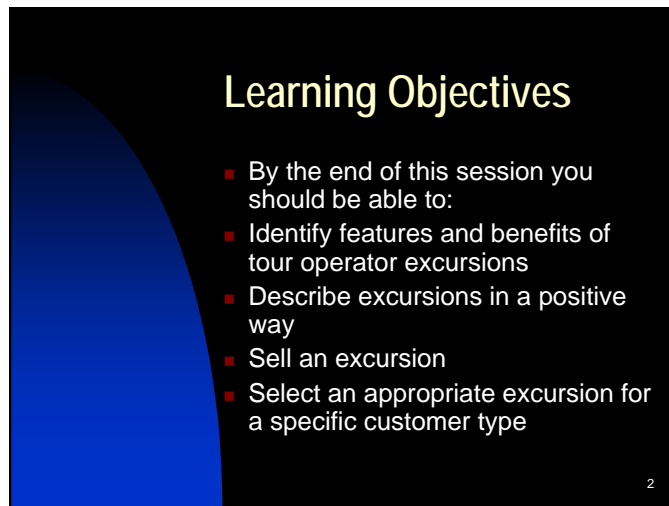 Learning Objectives
By the end of this session you
should be able to:
Identify features and benefits of
tour operator excursions
Describe excursions in a positive
way
Sell an excursion
Select an appropriate excursion for
a specific customer type
2